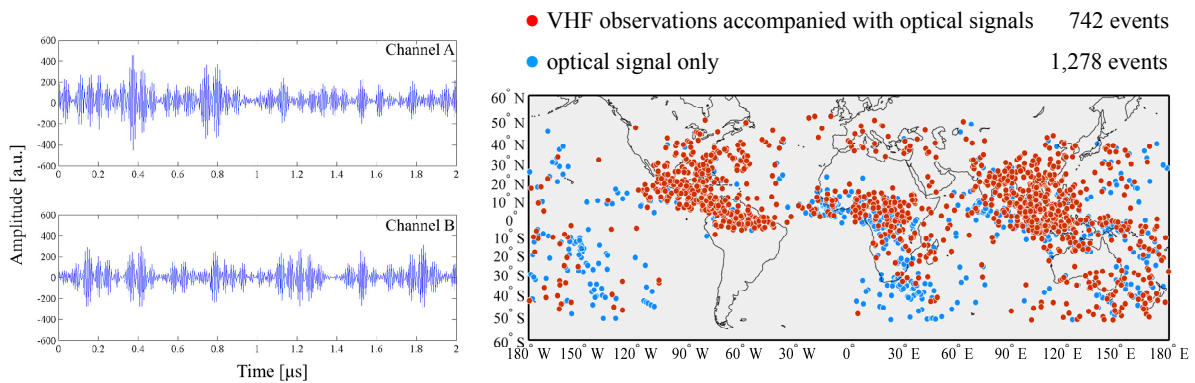 Channel A
600
400
200
0
-200
-400
-600
0 0.2 0.4 0.6 0.8 1 1.2 1.4 1.6 1.8 2
Channel B
600
400
200
0
-200
-400
-600
0 0.2 0.4 0.6 0.8 1 1.2 1.4 1.6 1.8 2
Amplitude [a.u.]
Time [µs]
VHF observations accompanied with optical signals 742 events
optical signal only 1,278 events
60° N
50° N
40° N
30° N
20° N
10° N
0° N
10° S
20° S
30° S
40° S
50° S
60° S
180° W 150° W 120° W 90° W 60° W 30° W 0° 30° E 60° E 90° E 120° E 150° E 180° E